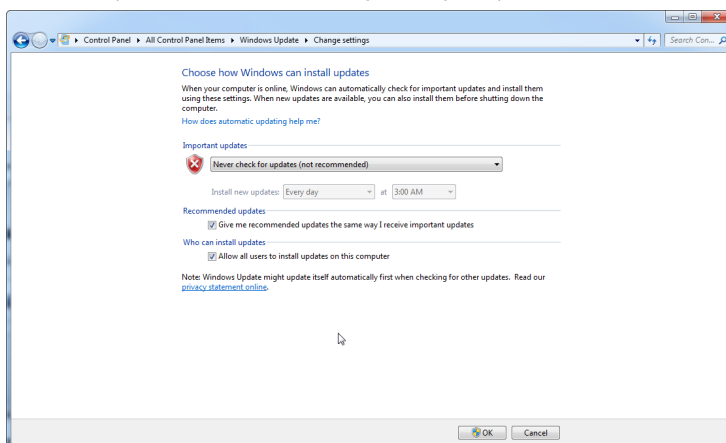 Control Panel ▸ All Control Panel Items ▸ Windows Update ▸ Change settings
Search Con...
Choose how Windows can install updates
When your computer is online, Windows can automatically check for important updates and install them
using these settings. When new updates are available, you can also install them before shutting down the
computer.
How does automatic updating help me?
Important updates
Never check for updates (not recommended)
Install new updates: Every day at 3:00 AM
Recommended updates
Give me recommended updates the same way I receive important updates
Who can install updates
Allow all users to install updates on this computer
Note: Windows Update might update itself automatically first when checking for other updates. Read our
privacy statement online.
OK Cancel